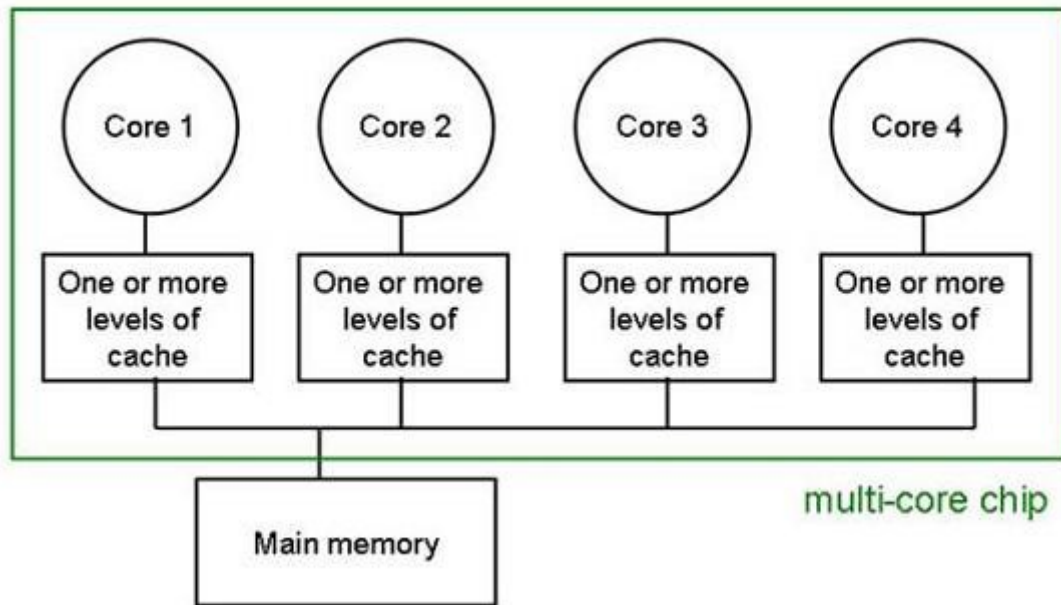 Core 1
Core 2
Core 3
Core 4
One or more
levels of
cache
One or more
levels of
cache
One or more
levels of
cache
One or more
levels of
cache
multi-core chip
Main memory